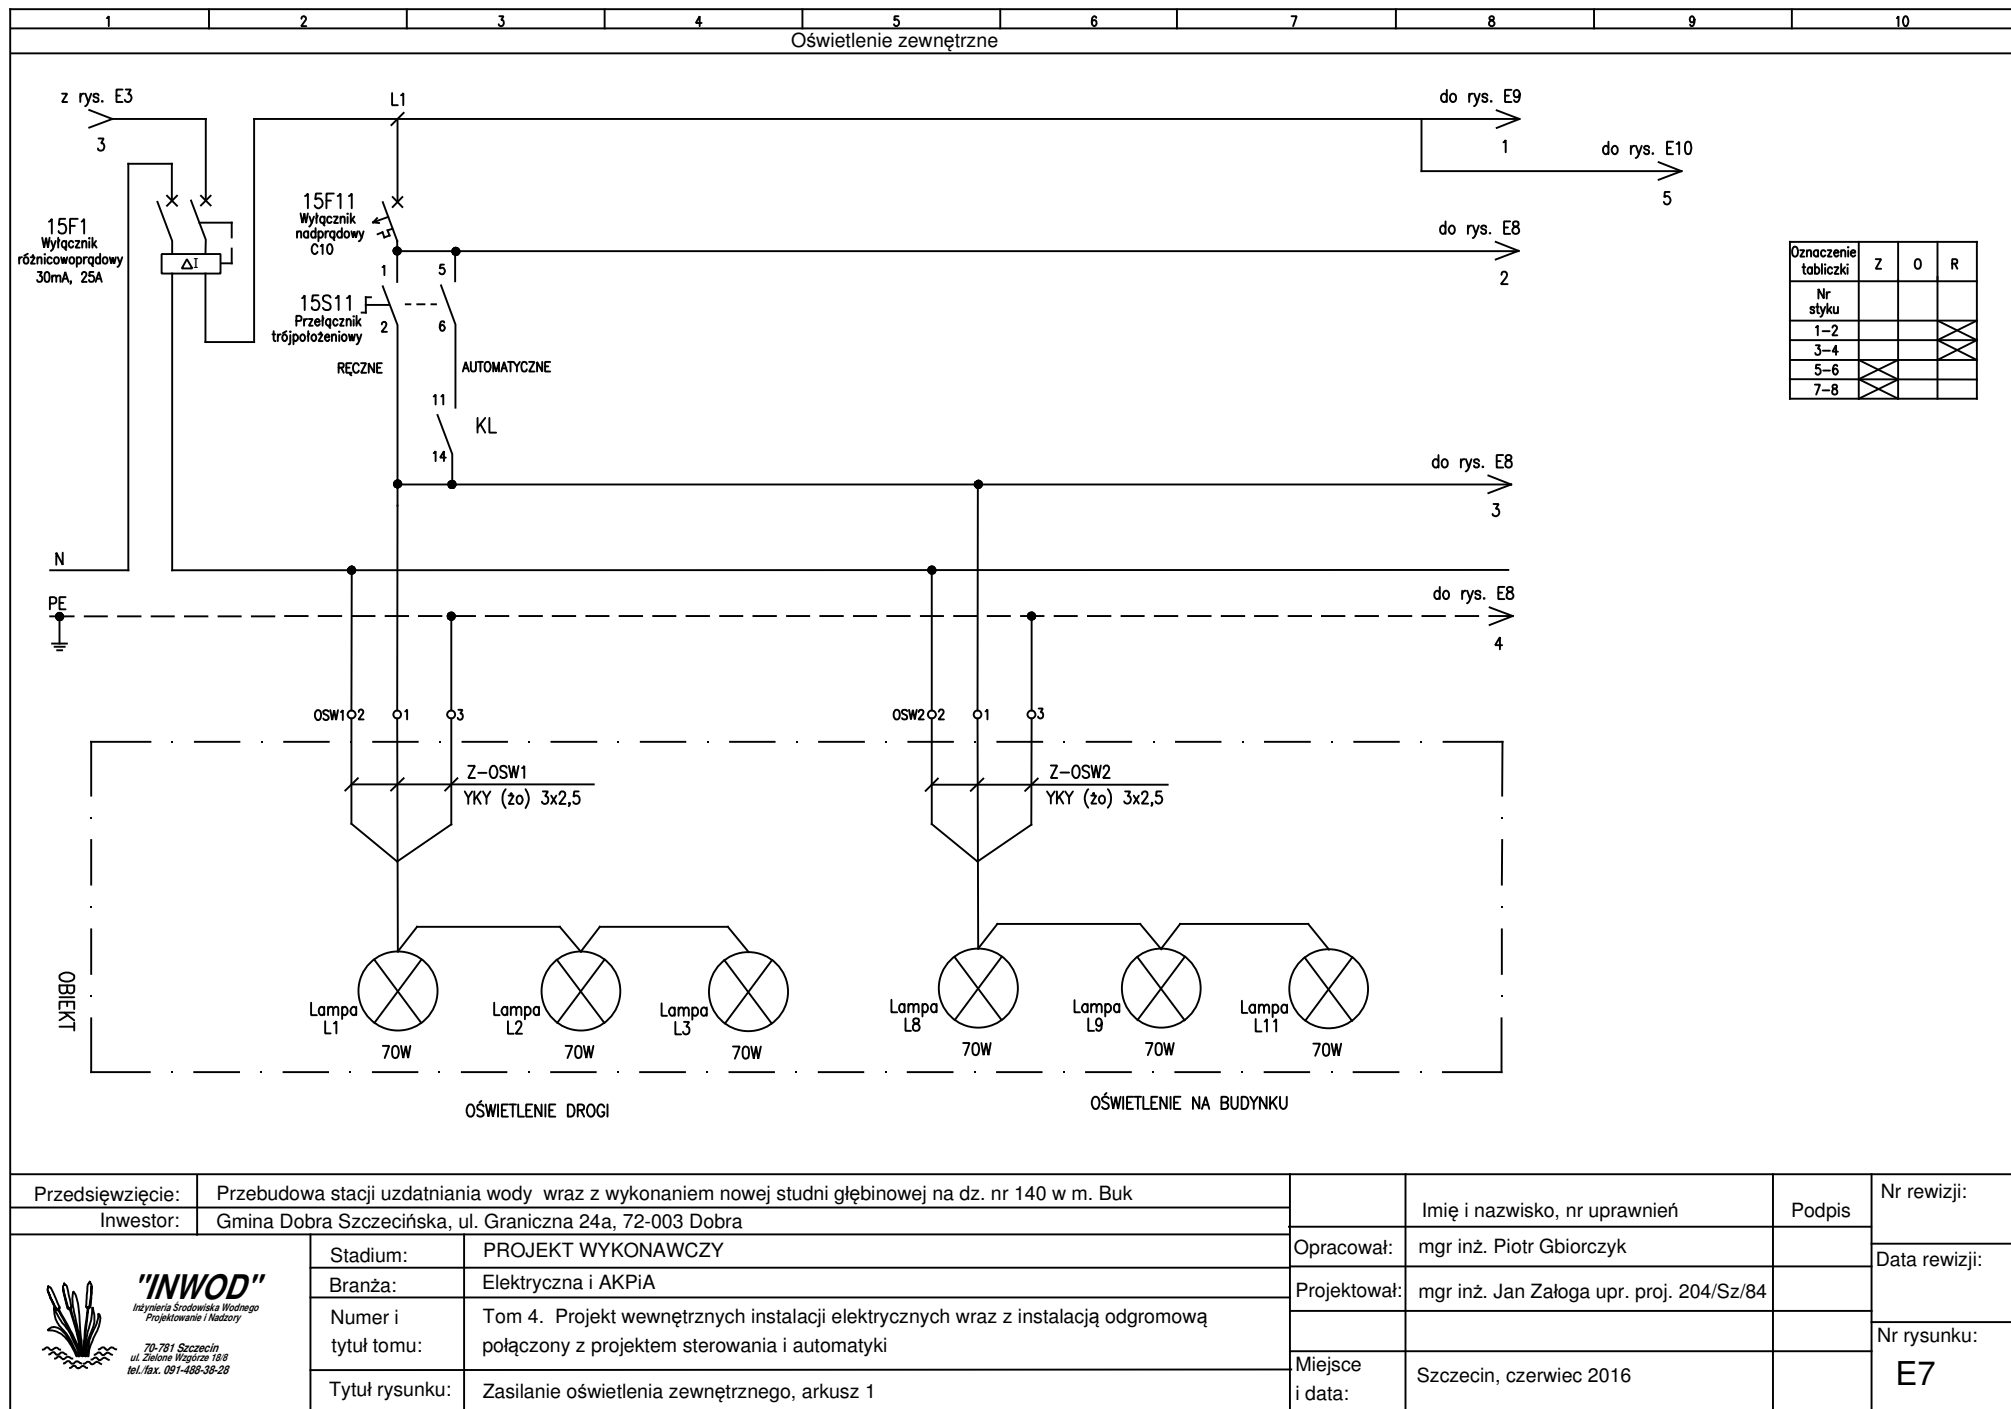 1 2 3 4 5 6 7 8 9 10
Oświetlenie zewnętrzne
z rys. E3
3
L1
do rys. E9
1
do rys. E10
5
15F1
Wyłącznik
różnicowoprądowy
30mA, 25A
ΔI
15F11
Wyłącznik
nadprądowy
C10
do rys. E8
2
1
5
15S11
Przełącznik
trójpołożeniowy
2
6
RĘCZNE
AUTOMATYCZNE
11
KL
14
Oznaczenie
tabliczki
Z O R
Nr
styku
1-2
3-4
5-6
7-8
do rys. E8
3
N
PE
do rys. E8
4
OSW1 2 1 3
OSW2 2 1 3
Z-OSW1
YKY (żo) 3x2,5
Z-OSW2
YKY (żo) 3x2,5
OBIEKT
Lampa
L1
70W
Lampa
L2
70W
Lampa
L3
70W
Lampa
L8
70W
Lampa
L9
70W
Lampa
L11
70W
OŚWIETLENIE DROGI
OŚWIETLENIE NA BUDYNKU
Przedsięwzięcie: Przebudowa stacji uzdatniania wody wraz z wykonaniem nowej studni głębinowej na dz. nr 140 w m. Buk
Inwestor: Gmina Dobra Szczecińska, ul. Graniczna 24a, 72-003 Dobra
"INWOD"
Inżynieria Środowiska Wodnego
Projektowanie i Nadzory
70-781 Szczecin
ul. Zielone Wzgórze 18/8
tel./fax. 091-488-38-28
Stadium: PROJEKT WYKONAWCZY
Branża: Elektryczna i AKPiA
Numer i
tytuł tomu:
Tom 4. Projekt wewnętrznych instalacji elektrycznych wraz z instalacją odgromową
połączony z projektem sterowania i automatyki
Tytuł rysunku: Zasilanie oświetlenia zewnętrznego, arkusz 1
Imię i nazwisko, nr uprawnień Podpis
Opracował: mgr inż. Piotr Gbiorczyk
Projektował: mgr inż. Jan Załoga upr. proj. 204/Sz/84
Miejsce
i data:
Szczecin, czerwiec 2016
Nr rewizji:
Data rewizji:
Nr rysunku:
E7